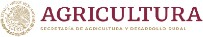 AGRICULTURA
SECRETARÍA DE AGRICULTURA Y DESARROLLO RURAL